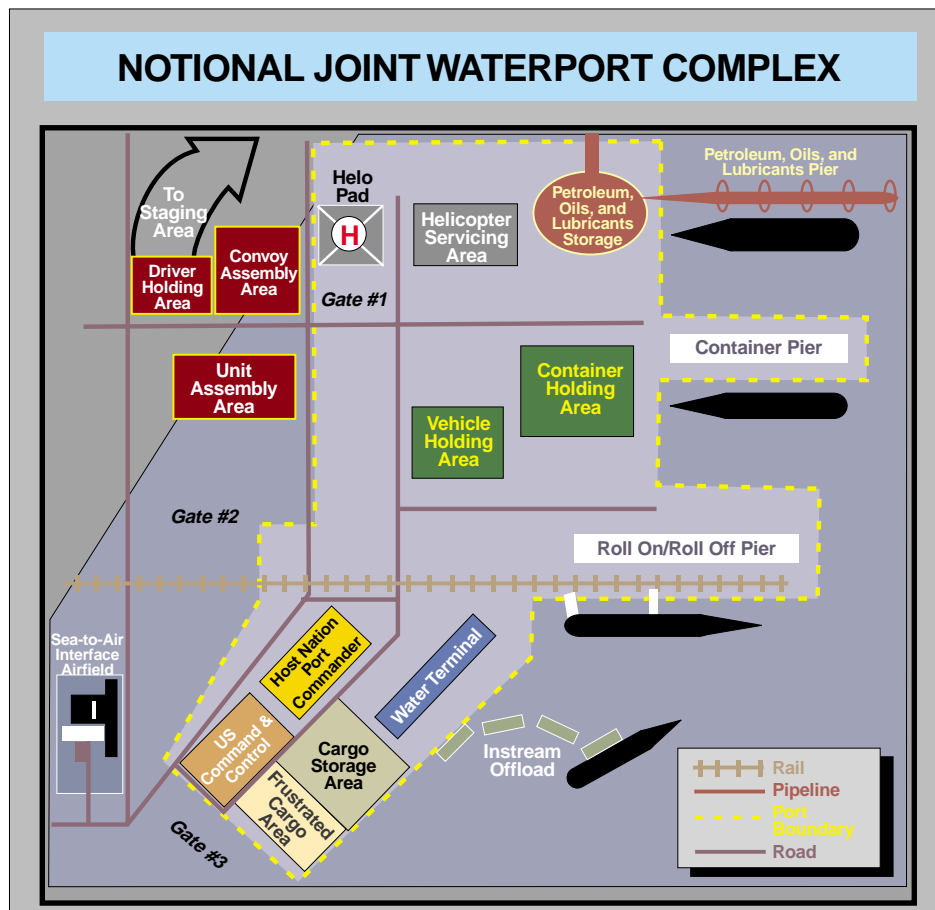 NOTIONAL JOINT WATERPORT COMPLEX
To
Staging
Area
Helo
Pad
H
Helicopter
Servicing
Area
Petroleum,
Oils, and
Lubricants
Storage
Petroleum, Oils, and
Lubricants Pier
Driver
Holding
Area
Convoy
Assembly
Area
Gate #1
Unit
Assembly
Area
Container Pier
Container
Holding
Area
Vehicle
Holding
Area
Gate #2
Roll On/Roll Off Pier
Sea-to-Air
Interface
Airfield
Host Nation
Port
Commander
Water Terminal
US
Command &
Control
Cargo
Storage
Area
Frustrated
Cargo
Area
Instream
Offload
Gate #3
Rail
Pipeline
Port
Boundary
Road